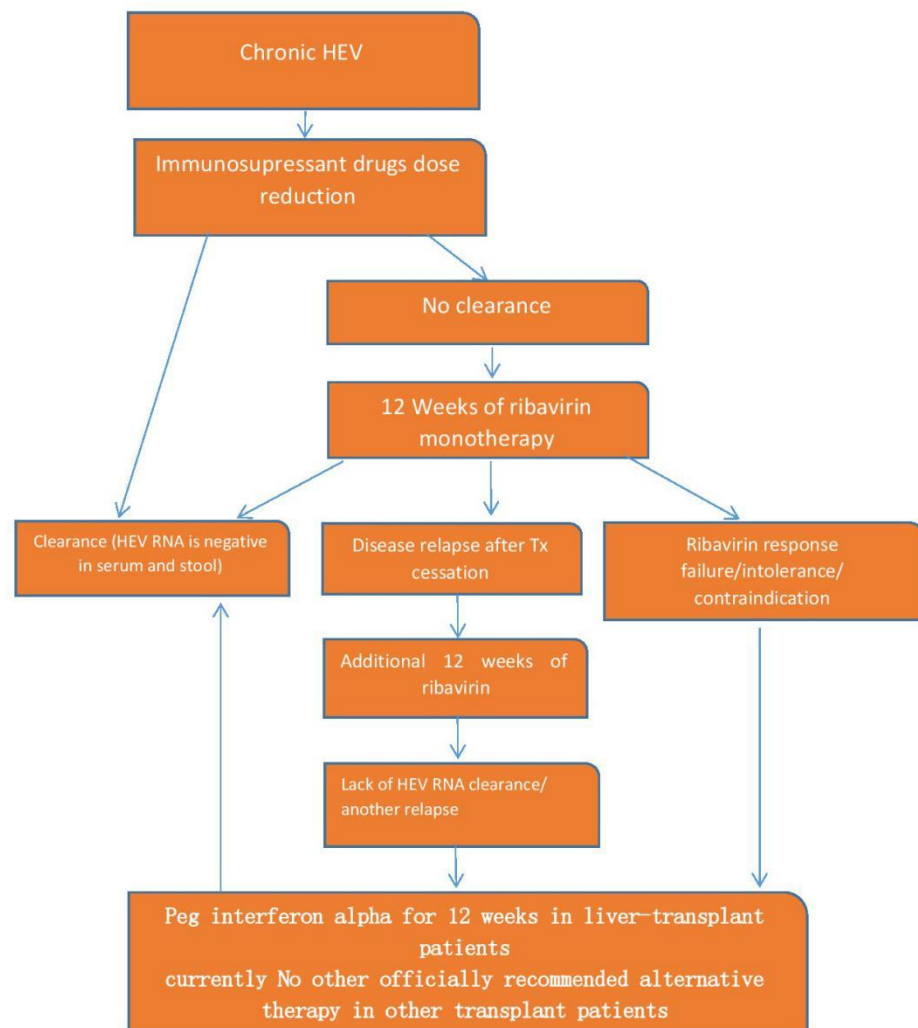 Chronic HEV
Immunosupressant drugs dose
reduction
No clearance
12 Weeks of ribavirin
monotherapy
Clearance (HEV RNA is negative
in serum and stool)
Disease relapse after Tx
cessation
Ribavirin response
failure/intolerance/
contraindication
Additional 12 weeks of
ribavirin
Lack of HEV RNA clearance/
another relapse
Peg interferon alpha for 12 weeks in liver-transplant
patients
currently No other officially recommended alternative
therapy in other transplant patients